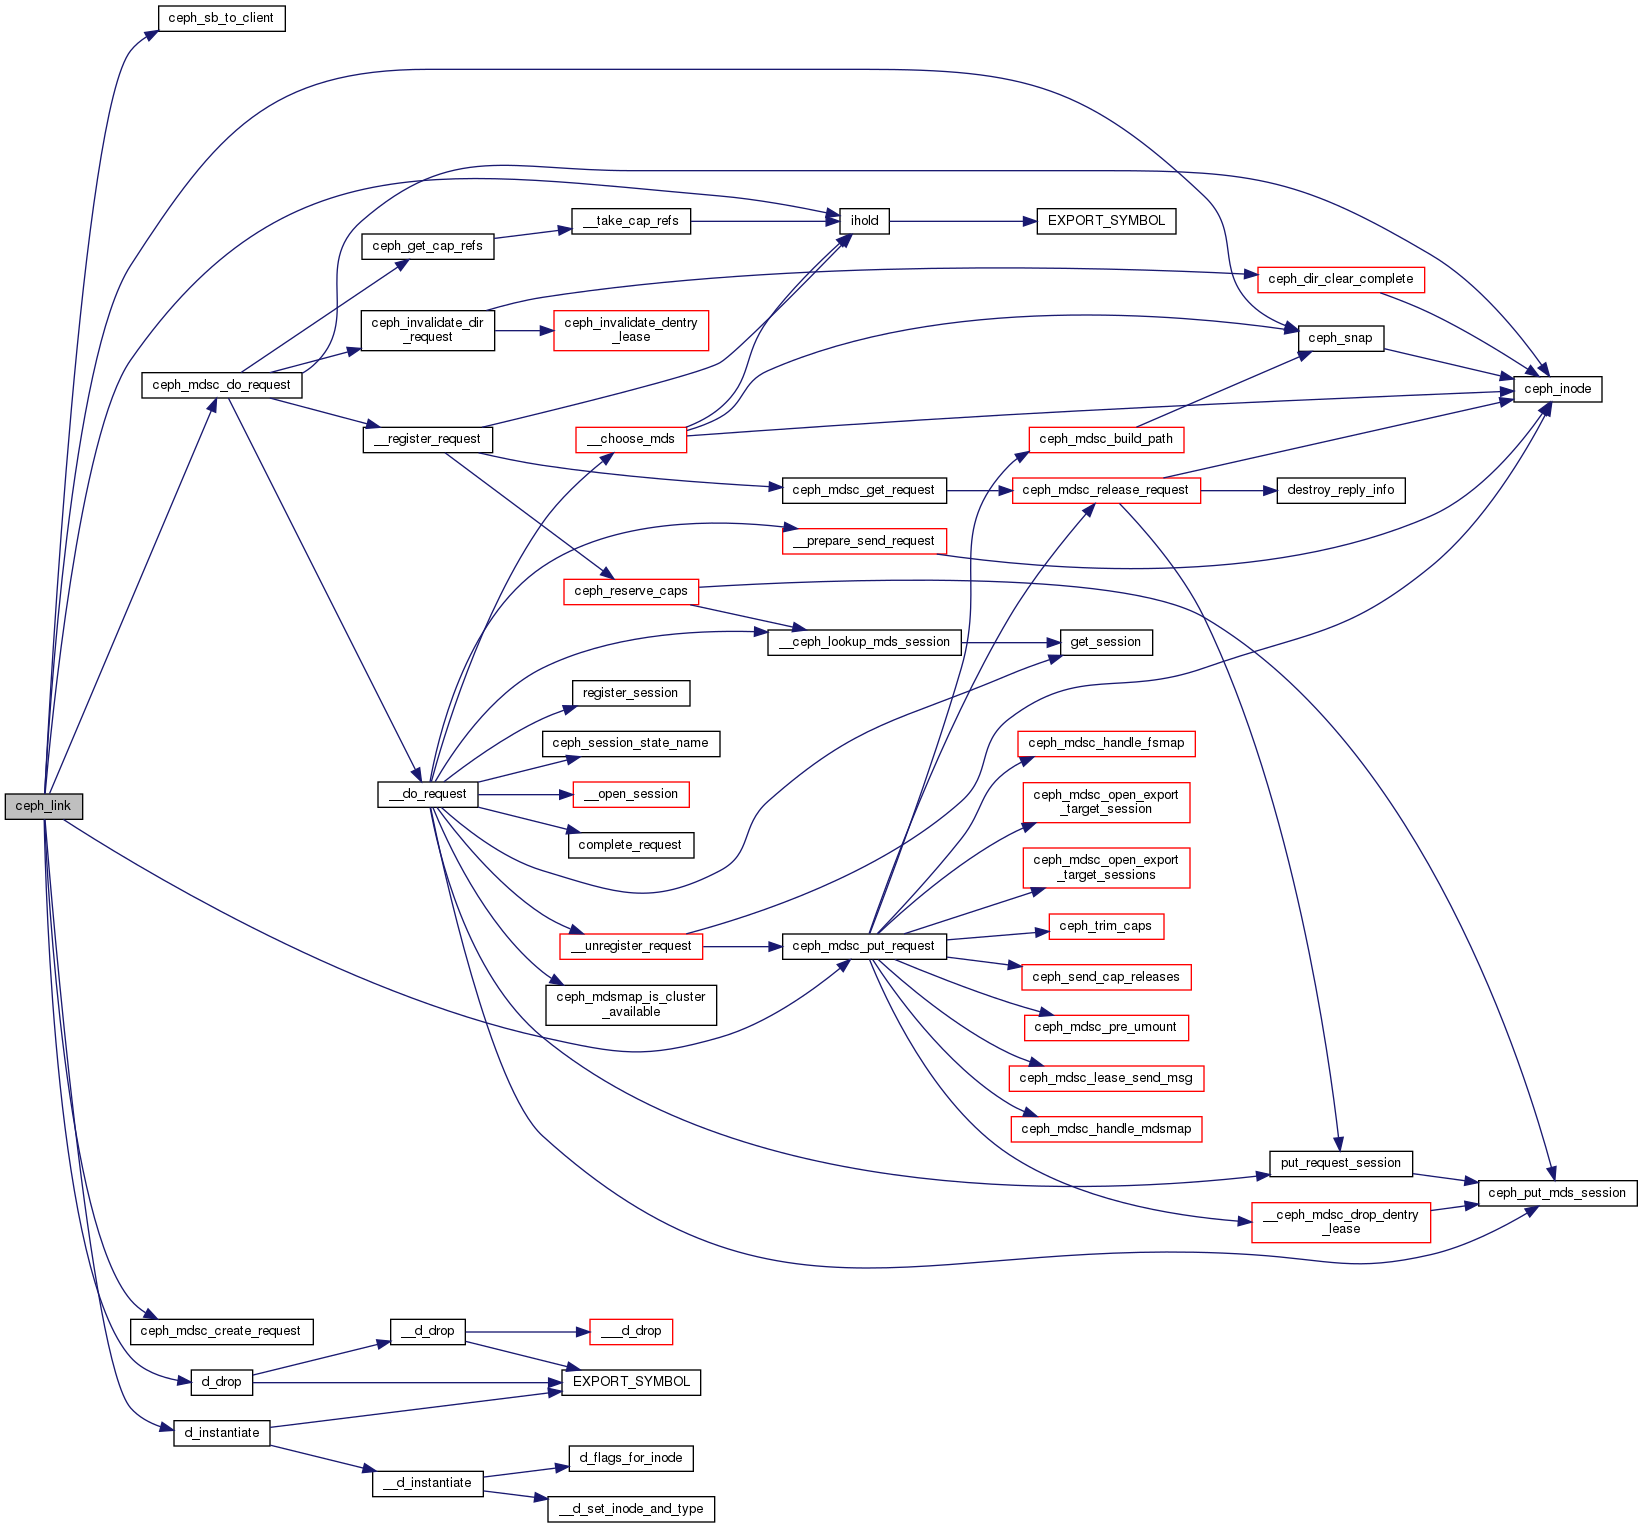 ceph_sb_to_client
__take_cap_refs
ihold
EXPORT_SYMBOL
ceph_get_cap_refs
ceph_dir_clear_complete
ceph_invalidate_dir
_request
ceph_invalidate_dentry
_lease
ceph_snap
ceph_mdsc_do_request
ceph_inode
__register_request
__choose_mds
ceph_mdsc_build_path
ceph_mdsc_get_request
ceph_mdsc_release_request
destroy_reply_info
__prepare_send_request
ceph_reserve_caps
__ceph_lookup_mds_session
get_session
register_session
ceph_session_state_name
ceph_mdsc_handle_fsmap
__do_request
__open_session
ceph_link
ceph_mdsc_open_export
_target_session
complete_request
ceph_mdsc_open_export
_target_sessions
ceph_trim_caps
__unregister_request
ceph_mdsc_put_request
ceph_send_cap_releases
ceph_mdsmap_is_cluster
_available
ceph_mdsc_pre_umount
ceph_mdsc_lease_send_msg
ceph_mdsc_handle_mdsmap
put_request_session
ceph_put_mds_session
__ceph_mdsc_drop_dentry
_lease
ceph_mdsc_create_request
__d_drop
___d_drop
d_drop
EXPORT_SYMBOL
d_instantiate
d_flags_for_inode
__d_instantiate
__d_set_inode_and_type